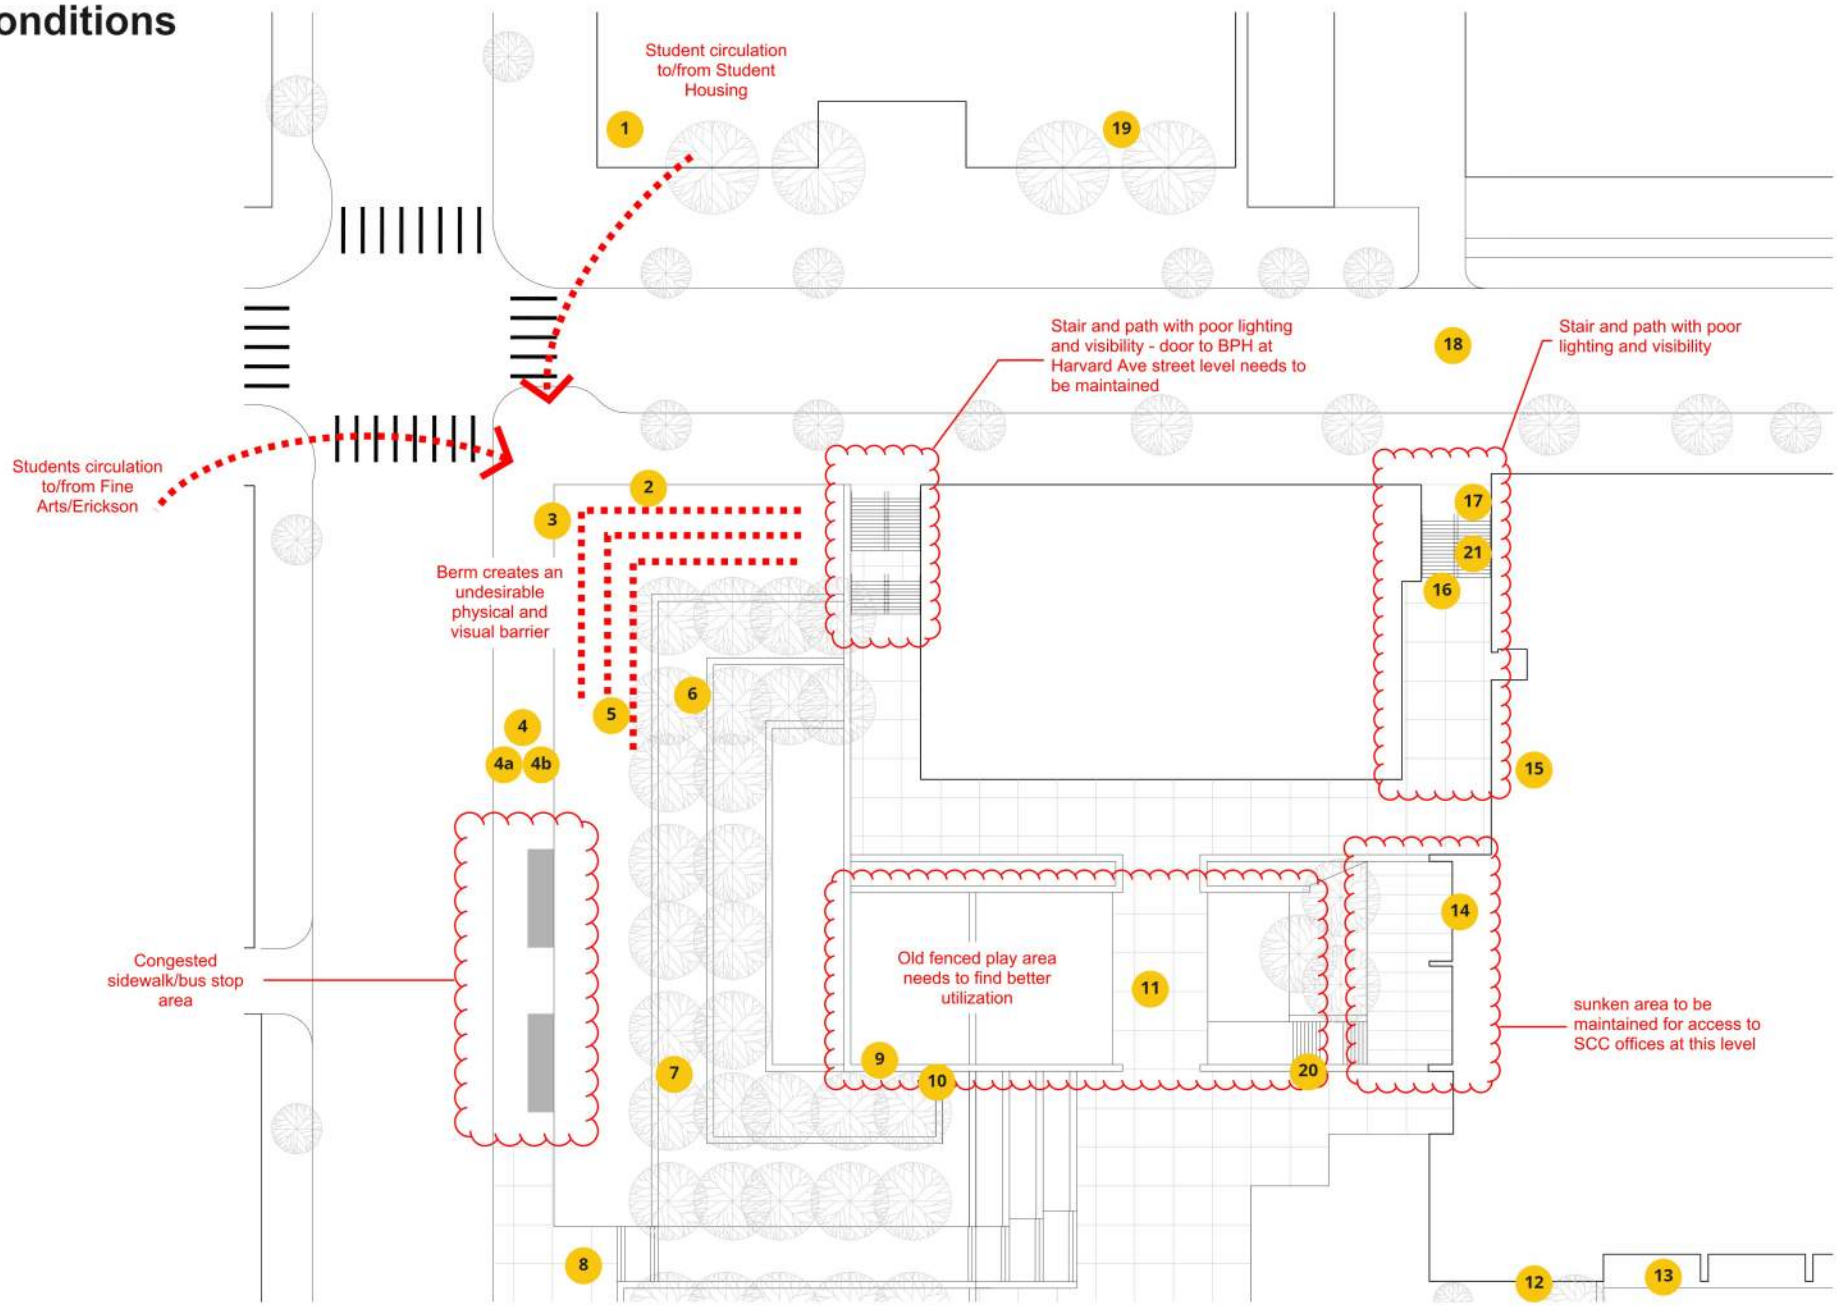 onditions
Student circulation
to/from Student
Housing
1
19
Stair and path with poor lighting
and visibility - door to BPH at
Harvard Ave street level needs to
be maintained
18
Stair and path with poor
lighting and visibility
Students circulation
to/from Fine
Arts/Erickson
2
3
17
21
16
Berm creates an
undesirable
physical and
visual barrier
6
5
4
4a
4b
15
14
Congested
sidewalk/bus stop
area
Old fenced play area
needs to find better
utilization
11
sunken area to be
maintained for access to
SCC offices at this level
9
7
10
20
8
12
13